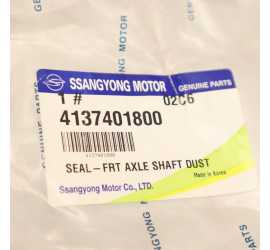 SSANGYONG MOTOR GENUINE PARTS
1 # 02C6
4137401800
4137401800
SEAL-FRT AXLE SHAFT DUST
Made in Korea
Ssangyong Motor Co., LTD.